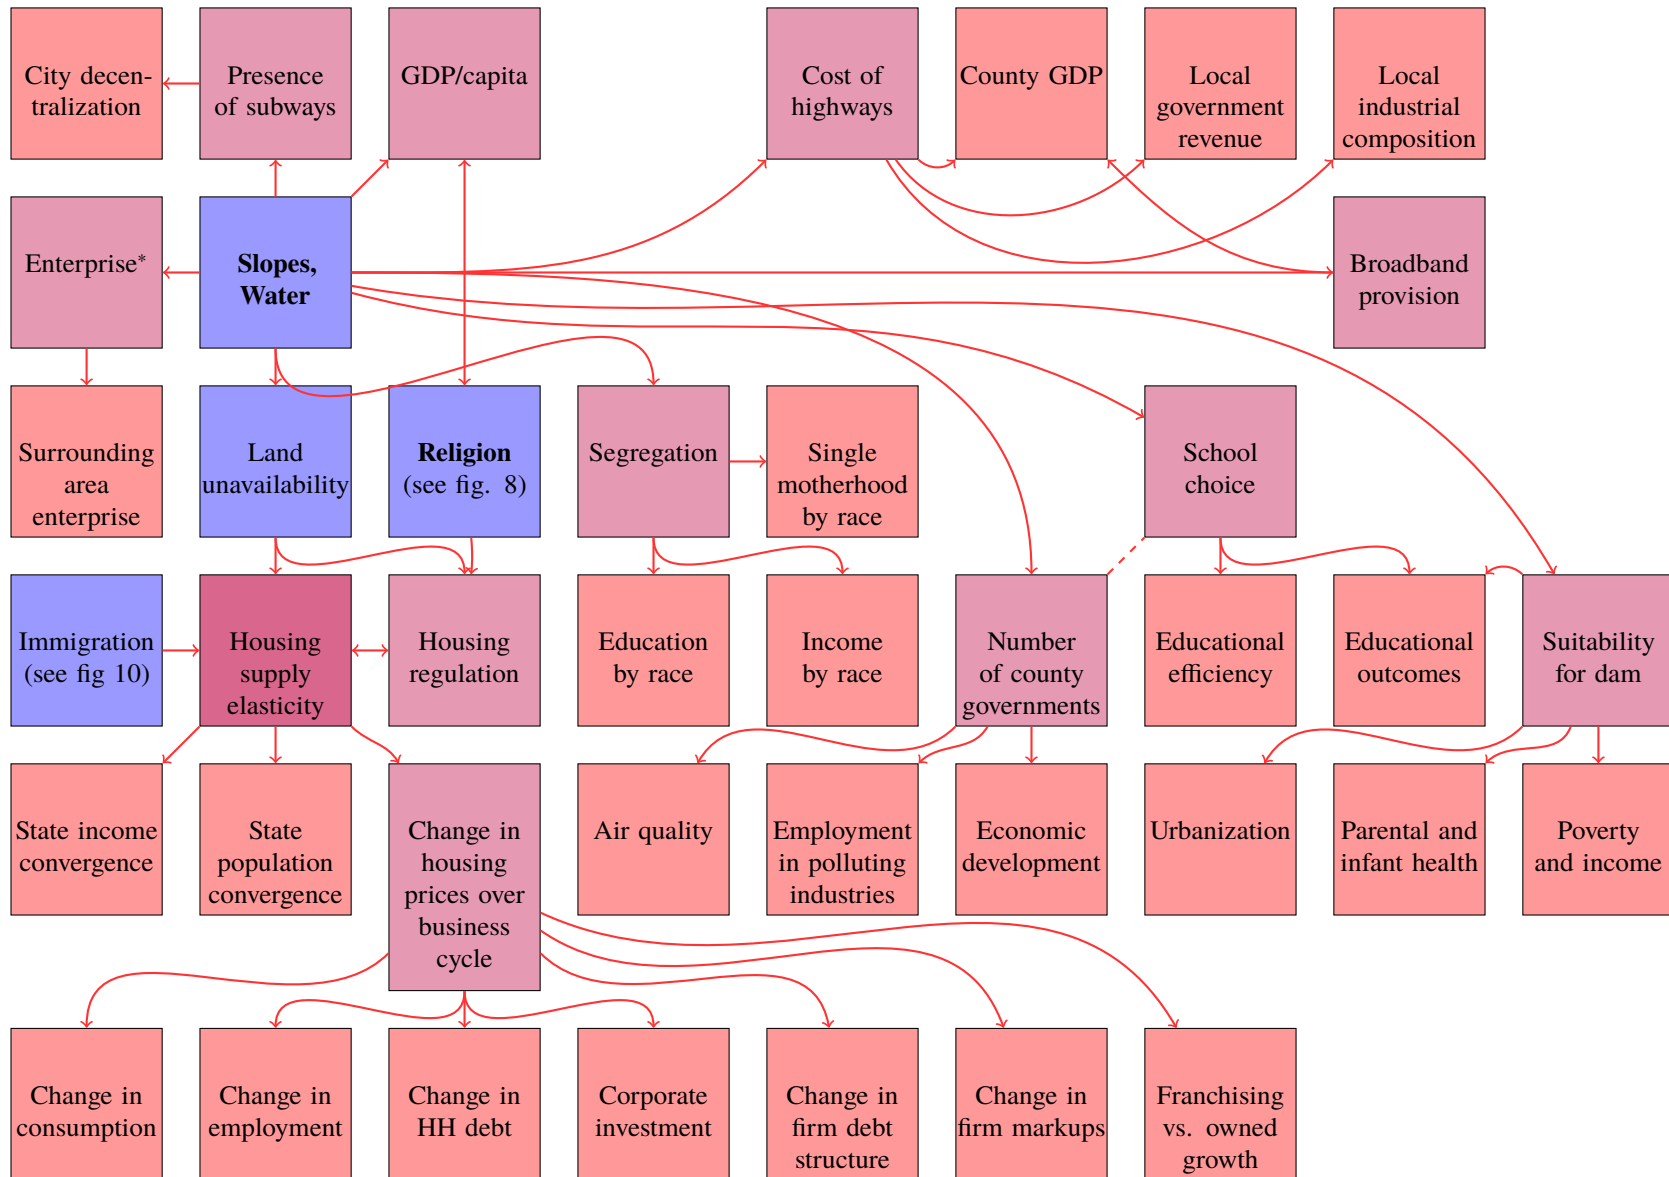 City decen-
tralization
Presence
of subways
GDP/capita
Cost of
highways
County GDP
Local
government
revenue
Local
industrial
composition
Enterprise*
Slopes,
Water
Broadband
provision
Surrounding
area
enterprise
Land
unavailability
Religion
(see fig. 8)
Segregation
Single
motherhood
by race
School
choice
Immigration
(see fig 10)
Housing
supply
elasticity
Housing
regulation
Education
by race
Income
by race
Number
of county
governments
Educational
efficiency
Educational
outcomes
Suitability
for dam
State income
convergence
State
population
convergence
Change in
housing
prices over
business
cycle
Air quality
Employment
in polluting
industries
Economic
development
Urbanization
Parental and
infant health
Poverty
and income
Change in
consumption
Change in
employment
Change in
HH debt
Corporate
investment
Change in
firm debt
structure
Change in
firm markups
Franchising
vs. owned
growth